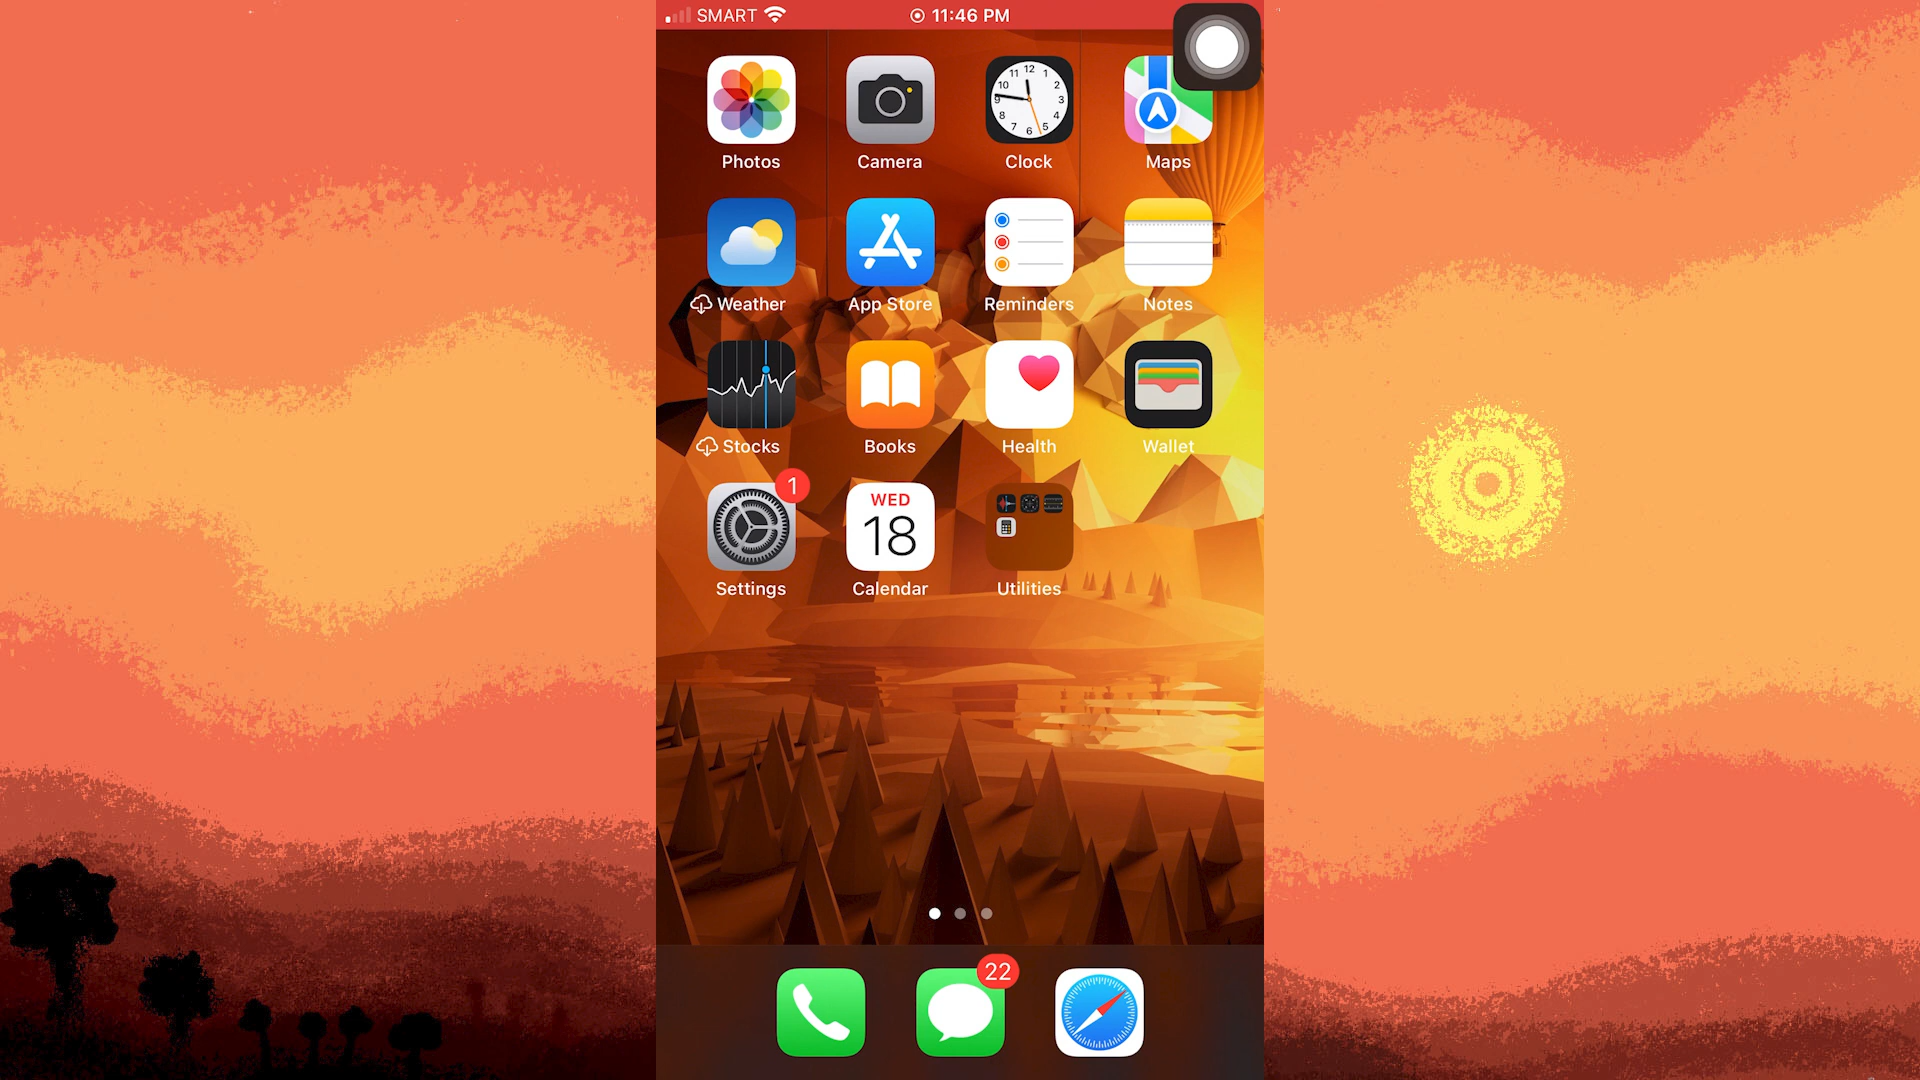 SMART 11:46 PM
Photos Camera Clock Maps
Weather App Store Reminders Notes
Stocks Books Health Wallet
1
WED
18
Settings Calendar Utilities
22